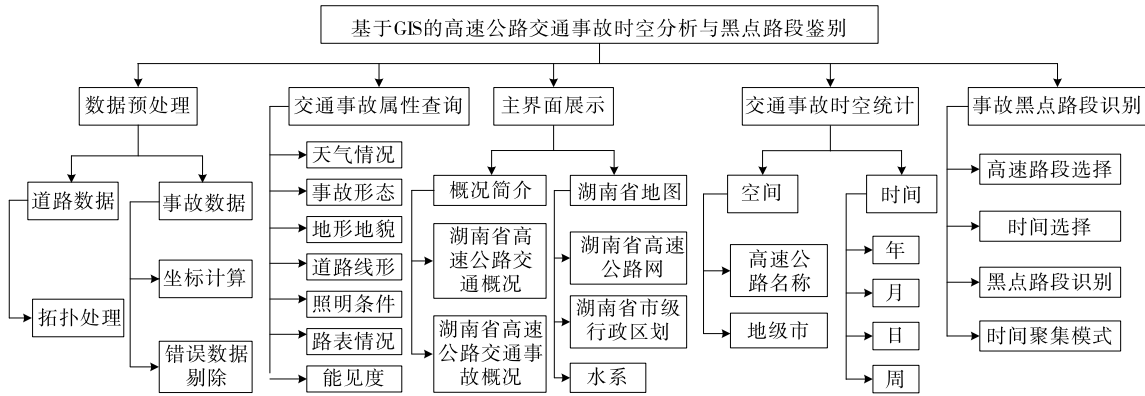 基于GIS的高速公路交通事故时空分析与黑点路段鉴别
数据预处理
交通事故属性查询
主界面展示
交通事故时空统计
事故黑点路段识别
道路数据
事故数据
拓扑处理
坐标计算
错误数据
剔除
天气情况
事故形态
地形地貌
道路线形
照明条件
路表情况
能见度
概况简介
湖南省高
速公路交
通概况
湖南省高速
公路交通事
故概况
湖南省地图
湖南省高速
公路网
湖南省市级
行政区划
水系
空间
高速公
路名称
地级市
时间
年
月
日
周
高速路段选择
时间选择
黑点路段识别
时间聚集模式